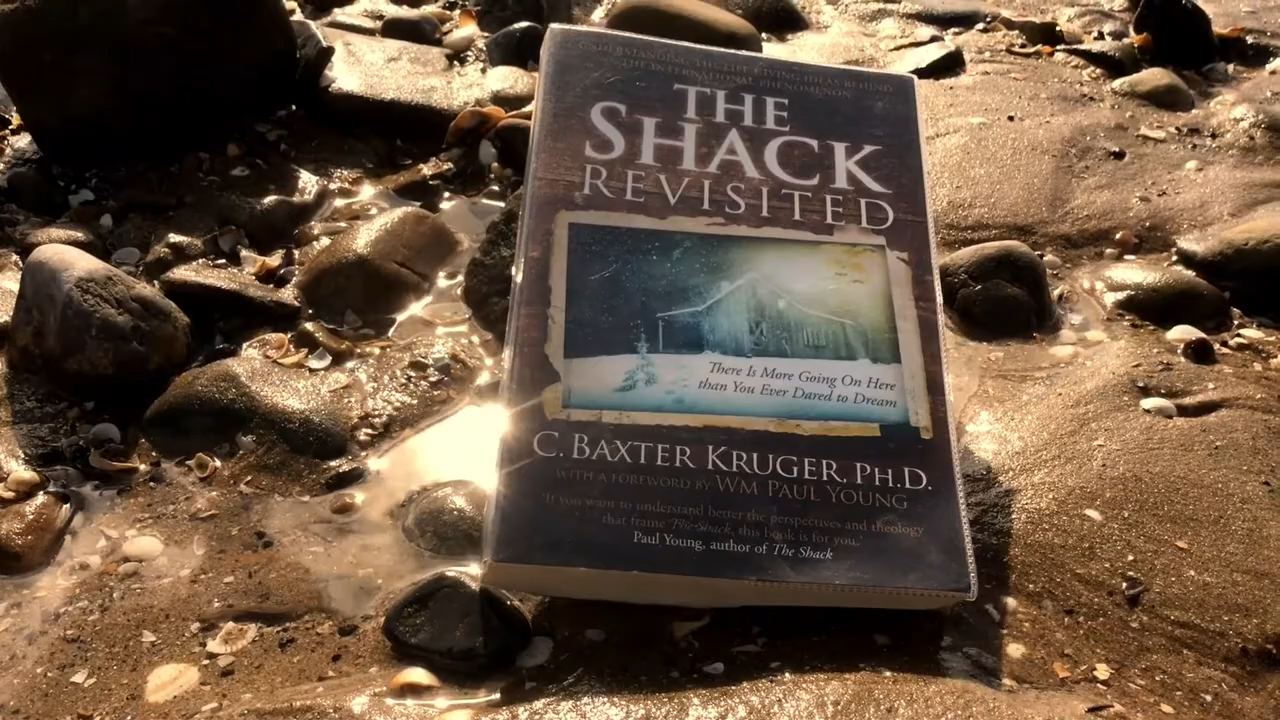 UNDERSTANDING THE LIFE-GIVING IDEAS BEHIND
THE INTERNATIONAL PHENOMENON
THE
SHACK
REVISITED
There Is More Going On Here
than You Ever Dared to Dream
C. BAXTER KRUGER, PH.D.
WITH A FOREWORD BY WM PAUL YOUNG
'If you want to understand better the perspectives and theology
that frame The Shack, this book is for you.'
Paul Young, author of The Shack